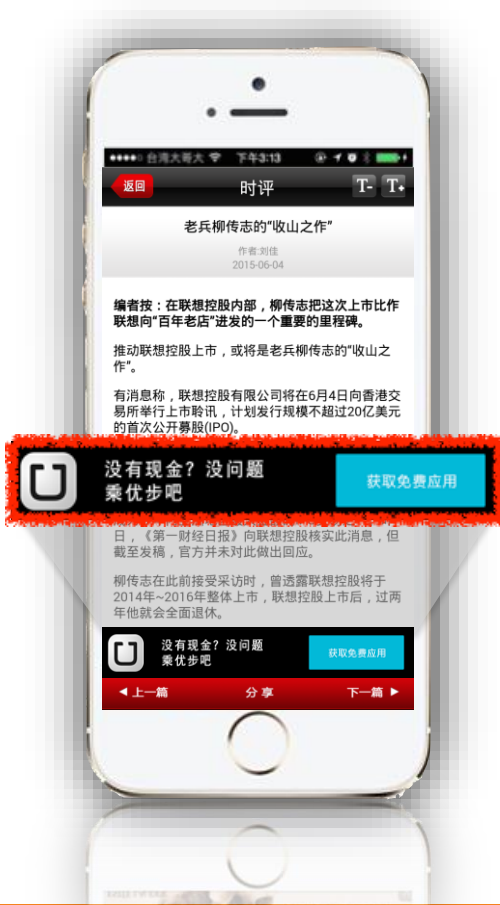 台湾大哥大
下午3:13
返回
时评
T- T+
老兵柳传志的“收山之作”
作者:刘佳
2015-06-04
编者按：在联想控股内部，柳传志把这次上市比作
联想向“百年老店”进发的一个重要的里程碑。
推动联想控股上市，或将是老兵柳传志的“收山之
作”。
有消息称，联想控股有限公司将在6月4日向香港交
易所举行上市聆讯，计划发行规模不超过20亿美元
的首次公开募股(IPO)。
没有现金？没问题
乘优步吧
获取免费应用
日，《第一财经日报》向联想控股核实此消息，但
截至发稿，官方并未对此做出回应。
柳传志在此前接受采访时，曾透露联想控股将于
2014年~2016年整体上市，联想控股上市后，过两
年他就会全面退休。
没有现金？没问题
乘优步吧
获取免费应用
上一篇
分享
下一篇